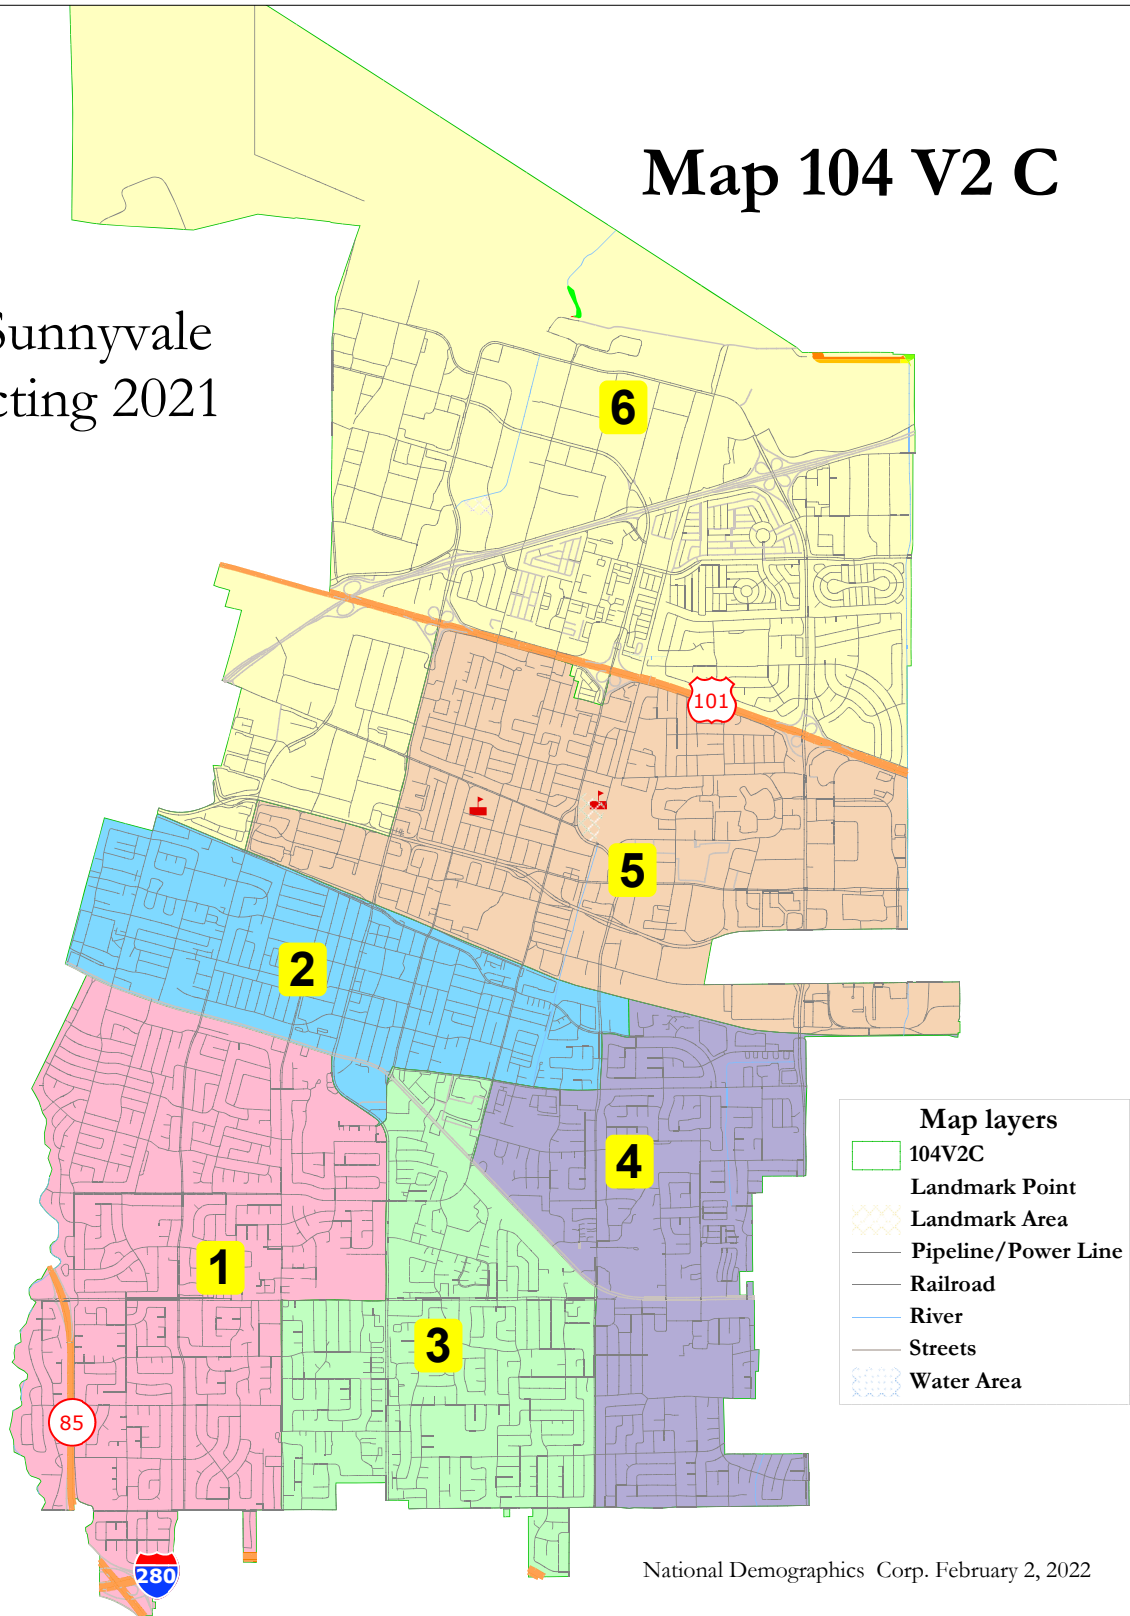 Map 104 V2 C
Sunnyvale
cting 2021
6
101
5
2
4
1
3
85
280
Map layers
104V2C
Landmark Point
Landmark Area
Pipeline/Power Line
Railroad
River
Streets
Water Area
National Demographics Corp. February 2, 2022